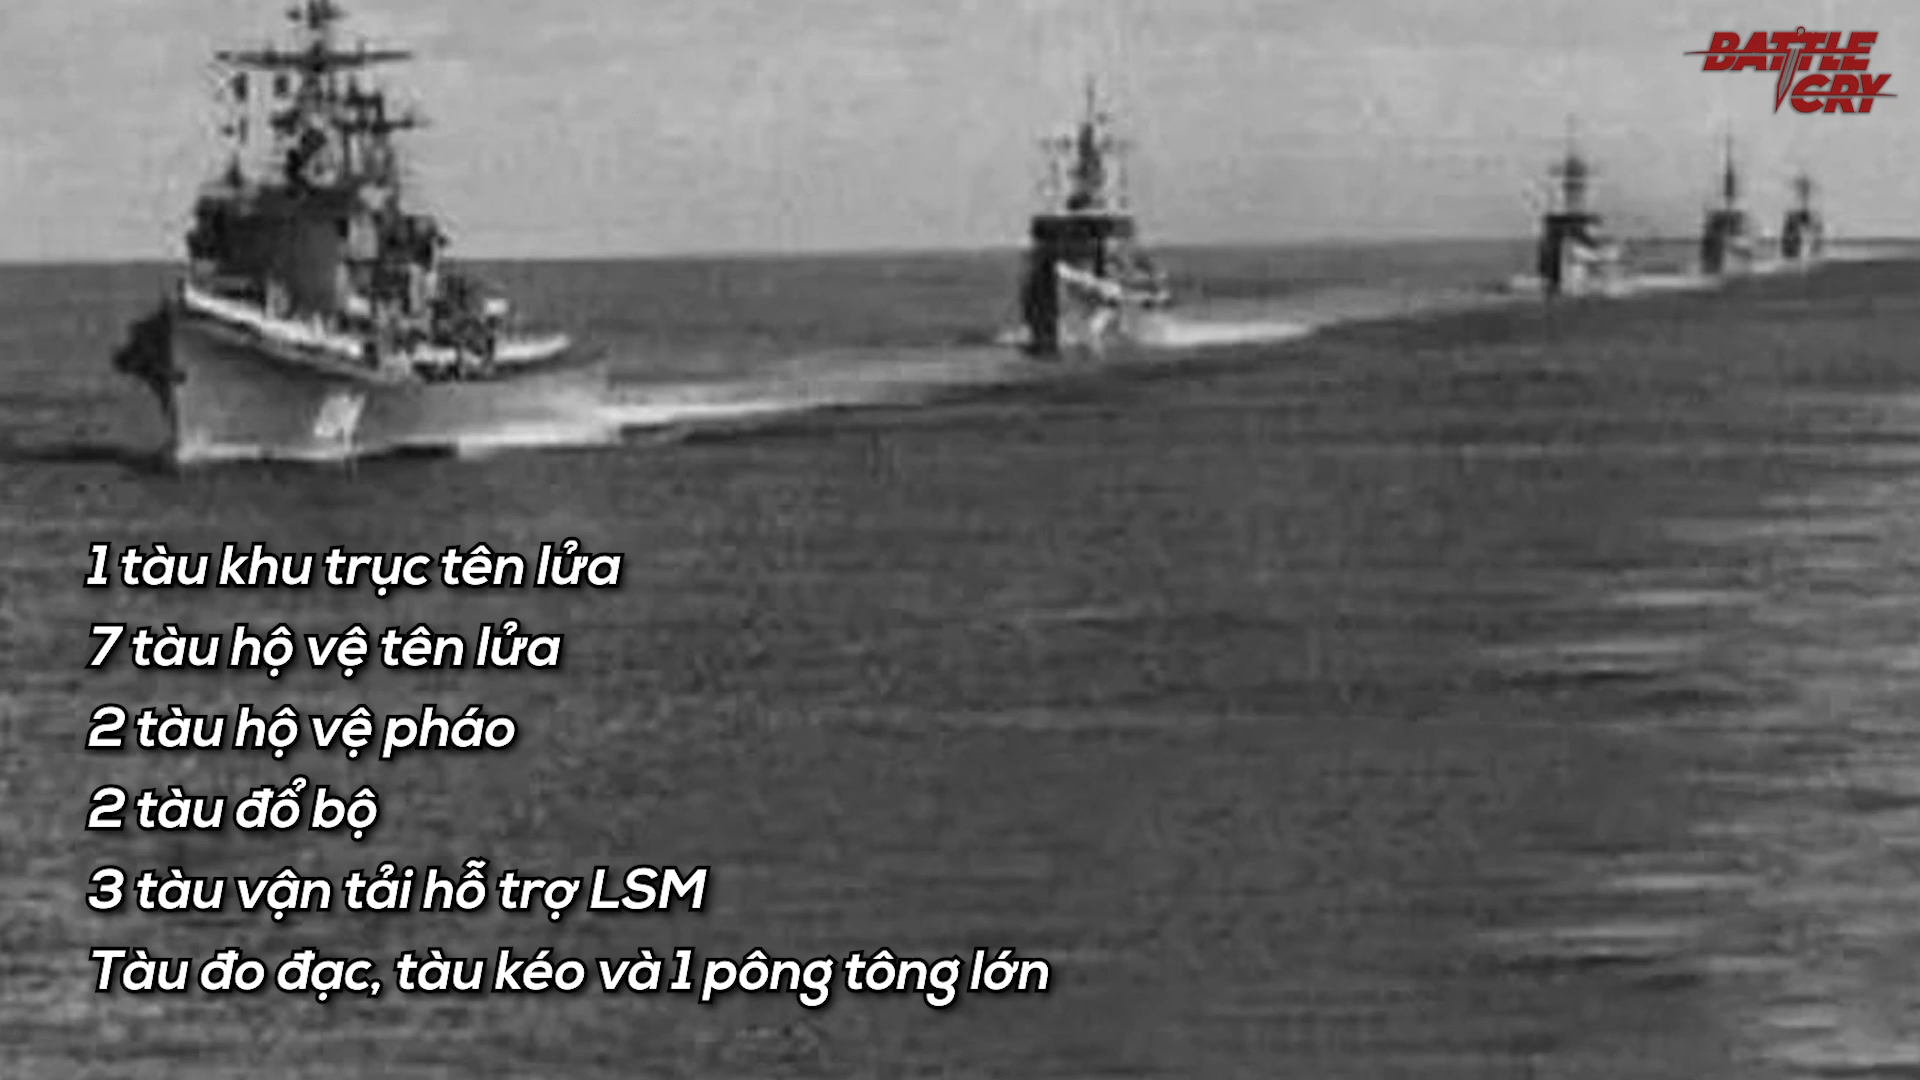 BATTLE
CRY
1 tàu khu trục tên lửa
7 tàu hộ vệ tên lửa
2 tàu hộ vệ pháo
2 tàu đổ bộ
3 tàu vận tải hỗ trợ LSM
Tàu đo đạc, tàu kéo và 1 pông tông lớn